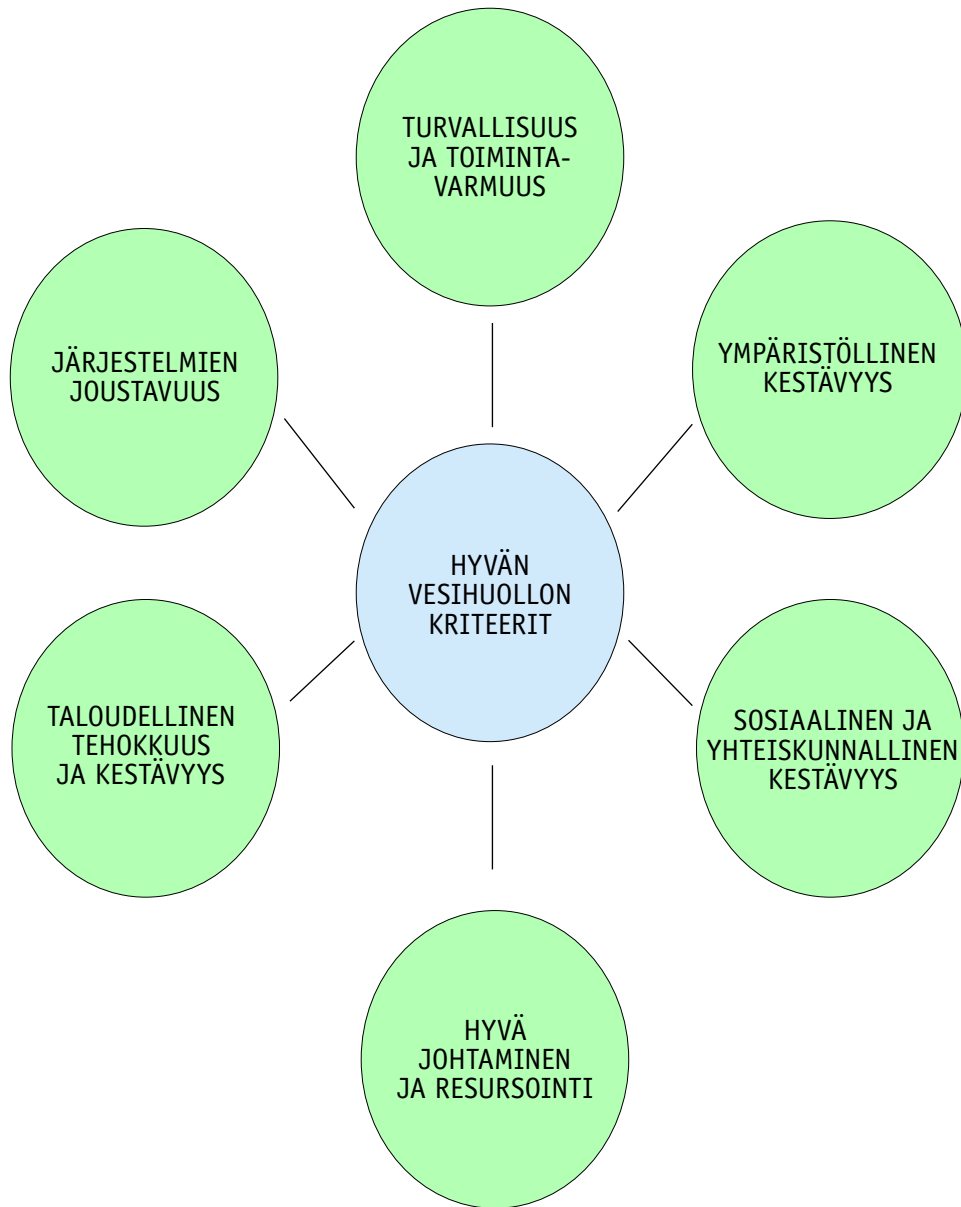 TURVALLISUUS
JA TOIMINTA-
VARMUUS
JÄRJESTELMIEN
JOUSTAVUUS
YMPÄRISTÖLLINEN
KESTÄVYYS
HYVÄN
VESIHUOLLON
KRITEERIT
TALOUDELLINEN
TEHOKKUUS
JA KESTÄVYYS
SOSIAALINEN JA
YHTEISKUNNALLINEN
KESTÄVYYS
HYVÄ
JOHTAMINEN
JA RESURSOINTI